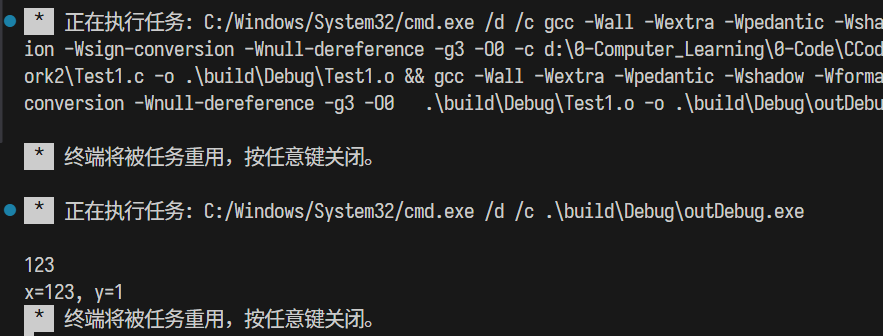 * 正在执行任务: C:/Windows/System32/cmd.exe /d /c gcc -Wall -Wextra -Wpedantic -Wsha
ion -Wsign-conversion -Wnull-dereference -g3 -O0 -c d:\0-Computer_Learning\0-Code\CCod
ork2\Test1.c -o .\build\Debug\Test1.o && gcc -Wall -Wextra -Wpedantic -Wshadow -Wforma
conversion -Wnull-dereference -g3 -O0   .\build\Debug\Test1.o -o .\build\Debug\outDebu
* 终端将被任务重用，按任意键关闭。
* 正在执行任务: C:/Windows/System32/cmd.exe /d /c .\build\Debug\outDebug.exe
123
x=123, y=1
* 终端将被任务重用，按任意键关闭。